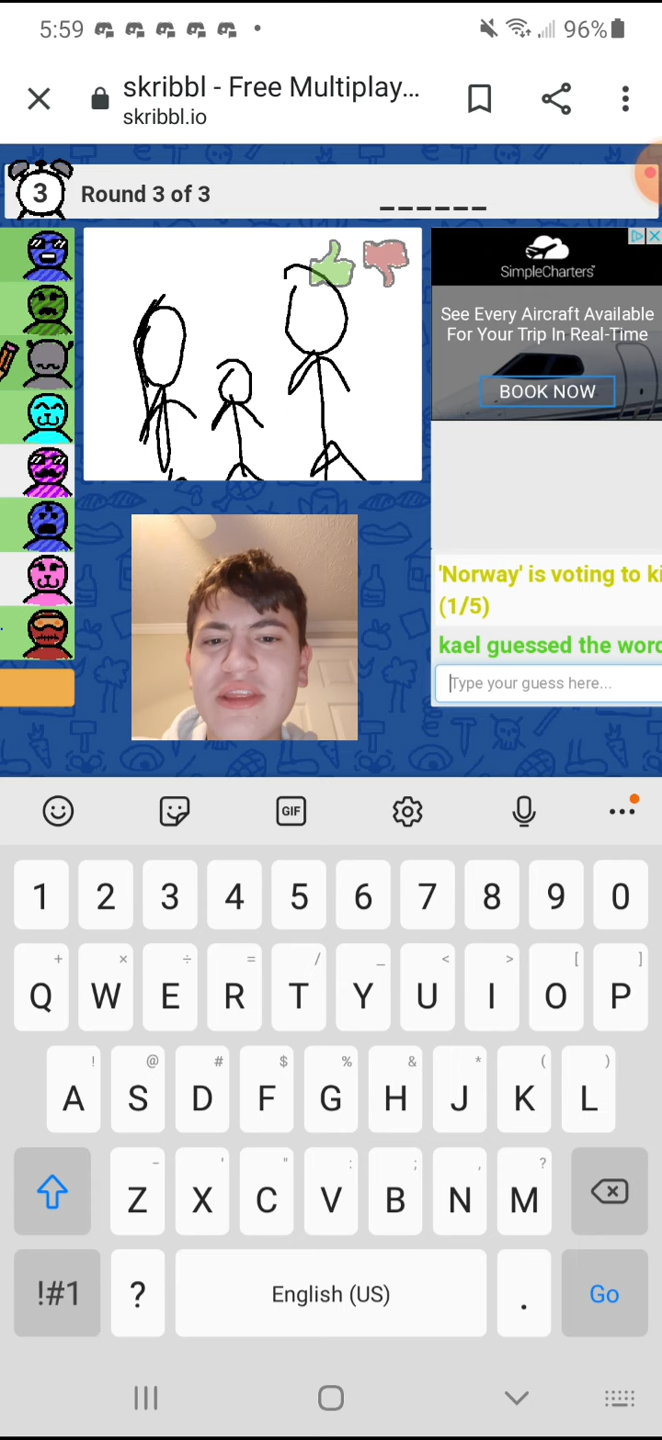 5:59
96%
skribbl - Free Multiplay...
skribbl.io
3
Round 3 of 3
______
SimpleCharters
See Every Aircraft Available
For Your Trip In Real-Time
BOOK NOW
'Norway' is voting to ki
(1/5)
kael guessed the word
Type your guess here...
GIF
1 2 3 4 5 6 7 8 9 0
+ × ÷ = / _ < > [ ]
Q W E R T Y U I O P
! @ # $ % & * ( )
A S D F G H J K L
- ' " : ; , ?
Z X C V B N M
!#1 ? English (US) . Go